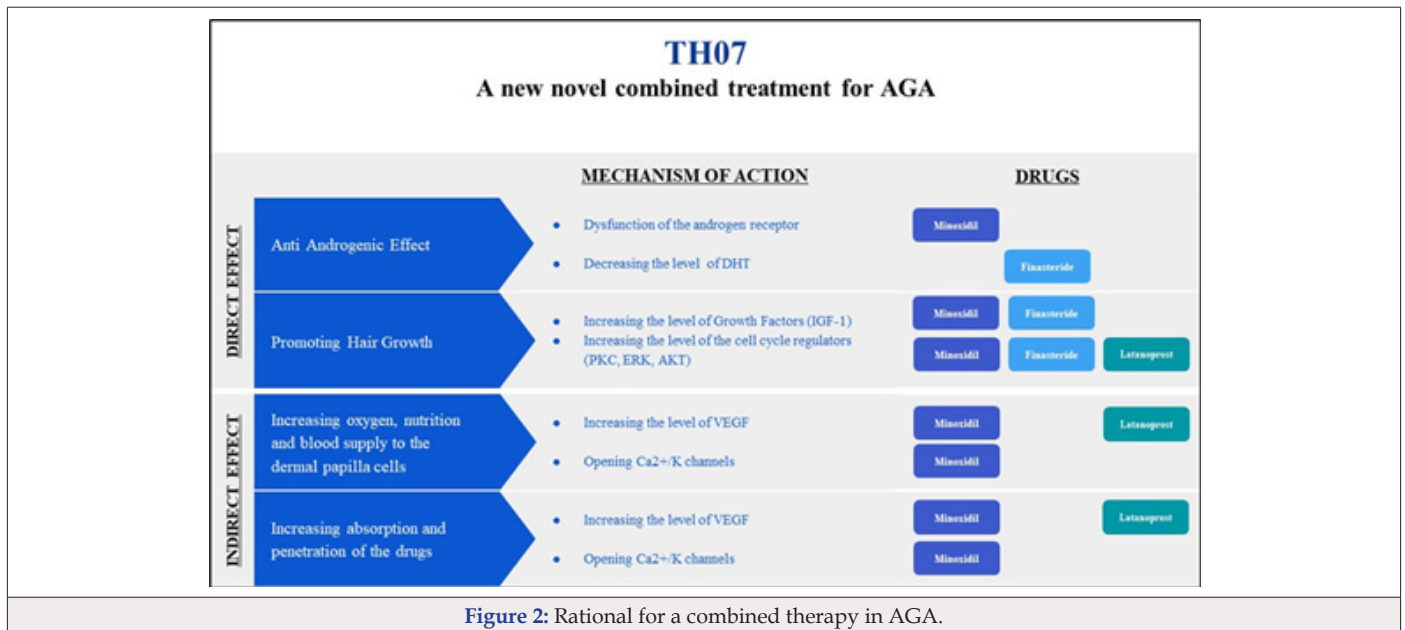 TH07
A new novel combined treatment for AGA
MECHANISM OF ACTION
DRUGS
DIRECT EFFECT
Anti Androgenic Effect
● Dysfunction of the androgen receptor
Minoxidil
● Decreasing the level of DHT
Finasteride
Promoting Hair Growth
● Increasing the level of Growth Factors (IGF-1)
Minoxidil Finasteride
● Increasing the level of the cell cycle regulators
(PKC, ERK, AKT)
Minoxidil Finasteride Latanoprost
INDIRECT EFFECT
Increasing oxygen, nutrition
and blood supply to the
dermal papilla cells
● Increasing the level of VEGF
Minoxidil Latanoprost
● Opening Ca2+/K channels
Minoxidil
Increasing absorption and
penetration of the drugs
● Increasing the level of VEGF
Minoxidil Latanoprost
● Opening Ca2+/K channels
Minoxidil
Figure 2: Rational for a combined therapy in AGA.